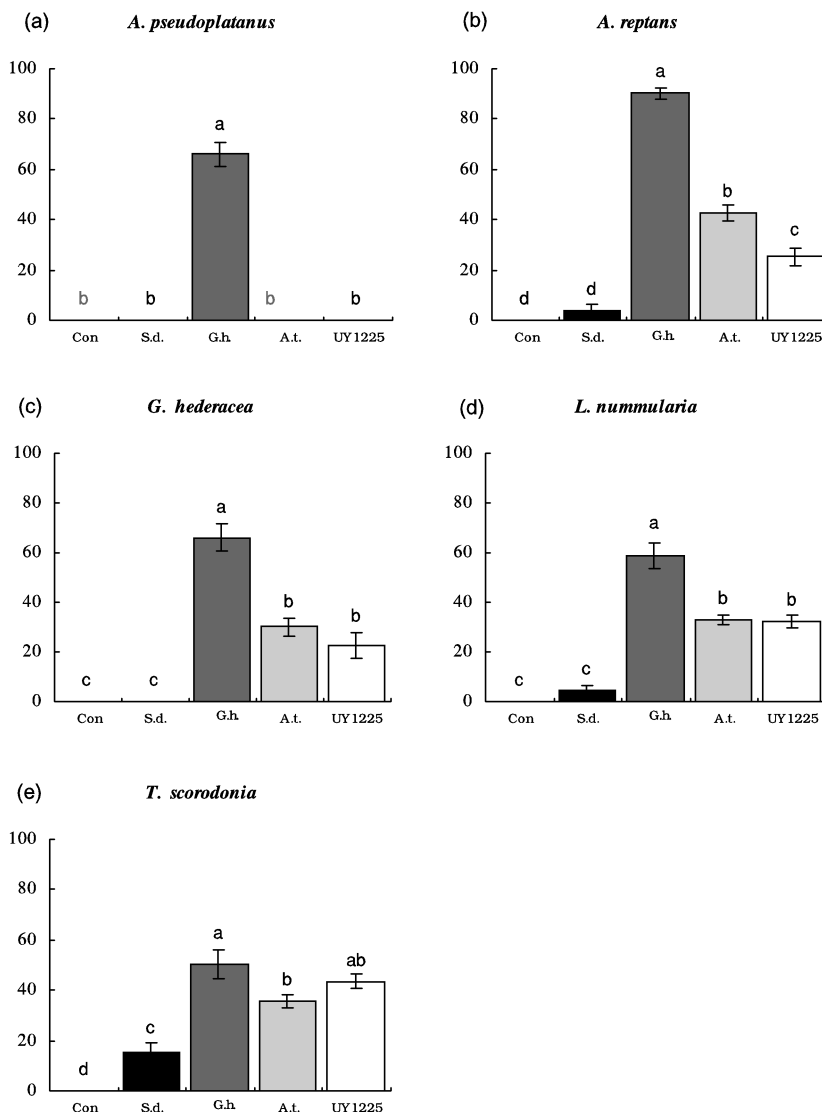 (a) A. pseudoplatanus
100
80
60
40
20
0
a
b b b b
Con S.d. G.h. A.t. UY1225
(b) A. reptans
100
80
60
40
20
0
a
b
c
d d
Con S.d. G.h. A.t. UY1225
(c) G. hederacea
100
80
60
40
20
0
a
b b
c c
Con S.d. G.h. A.t. UY1225
(d) L. nummularia
100
80
60
40
20
0
a
b b
c c
Con S.d. G.h. A.t. UY1225
(e) T. scorodonia
100
80
60
40
20
0
a
ab
b
c
d
Con S.d. G.h. A.t. UY1225